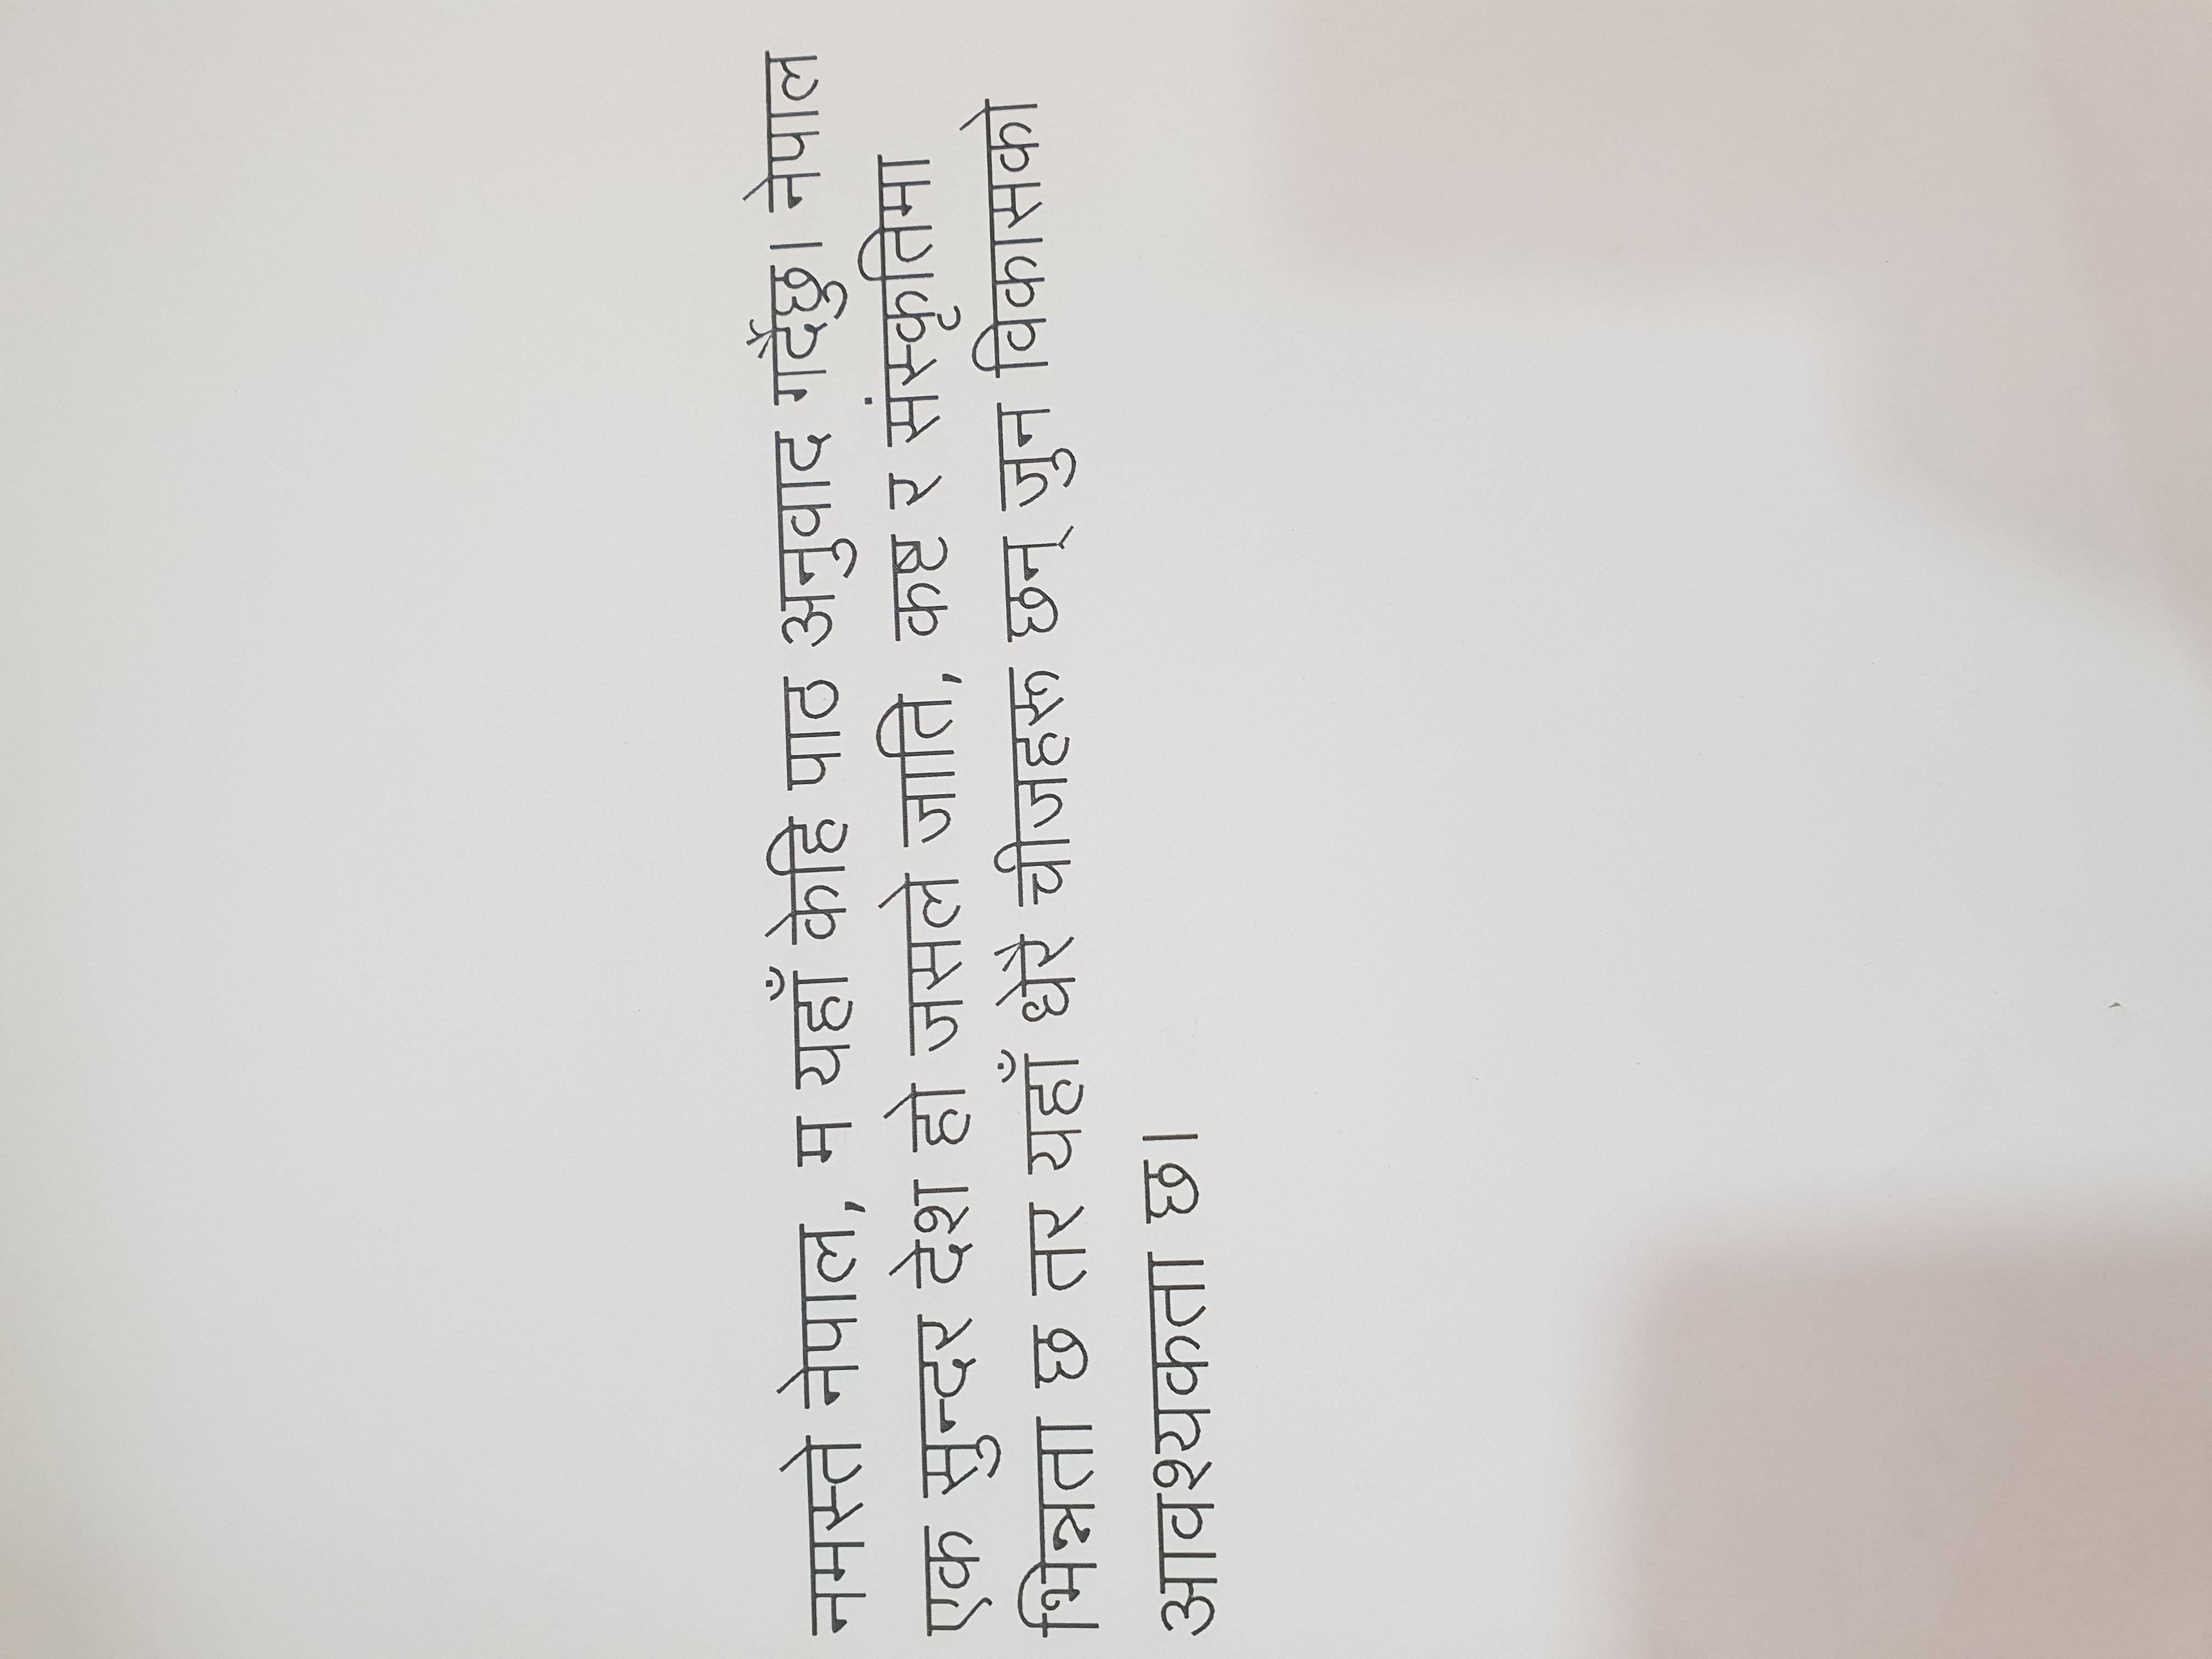 नमस्ते नेपाल, म यहाँ केहि पाठ अनुवाद गर्दैछु। नेपाल
एक सुन्दर देश हो जसले जाति, कष्ट र संस्कृतिमा
भिन्नता छ तर यहाँ धेरै चीजहरू छन् जुन विकासको
आवश्यकता छ।